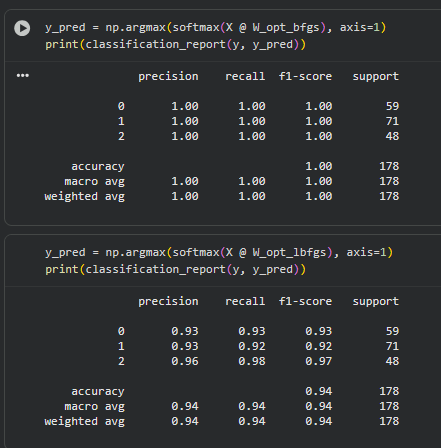 y_pred = np.argmax(softmax(X @ W_opt_bfgs), axis=1)
print(classification_report(y, y_pred))
precision recall f1-score support
0 1.00 1.00 1.00 59
1 1.00 1.00 1.00 71
2 1.00 1.00 1.00 48
accuracy 1.00 178
macro avg 1.00 1.00 1.00 178
weighted avg 1.00 1.00 1.00 178
y_pred = np.argmax(softmax(X @ W_opt_lbfgs), axis=1)
print(classification_report(y, y_pred))
precision recall f1-score support
0 0.93 0.93 0.93 59
1 0.93 0.92 0.92 71
2 0.96 0.98 0.97 48
accuracy 0.94 178
macro avg 0.94 0.94 0.94 178
weighted avg 0.94 0.94 0.94 178